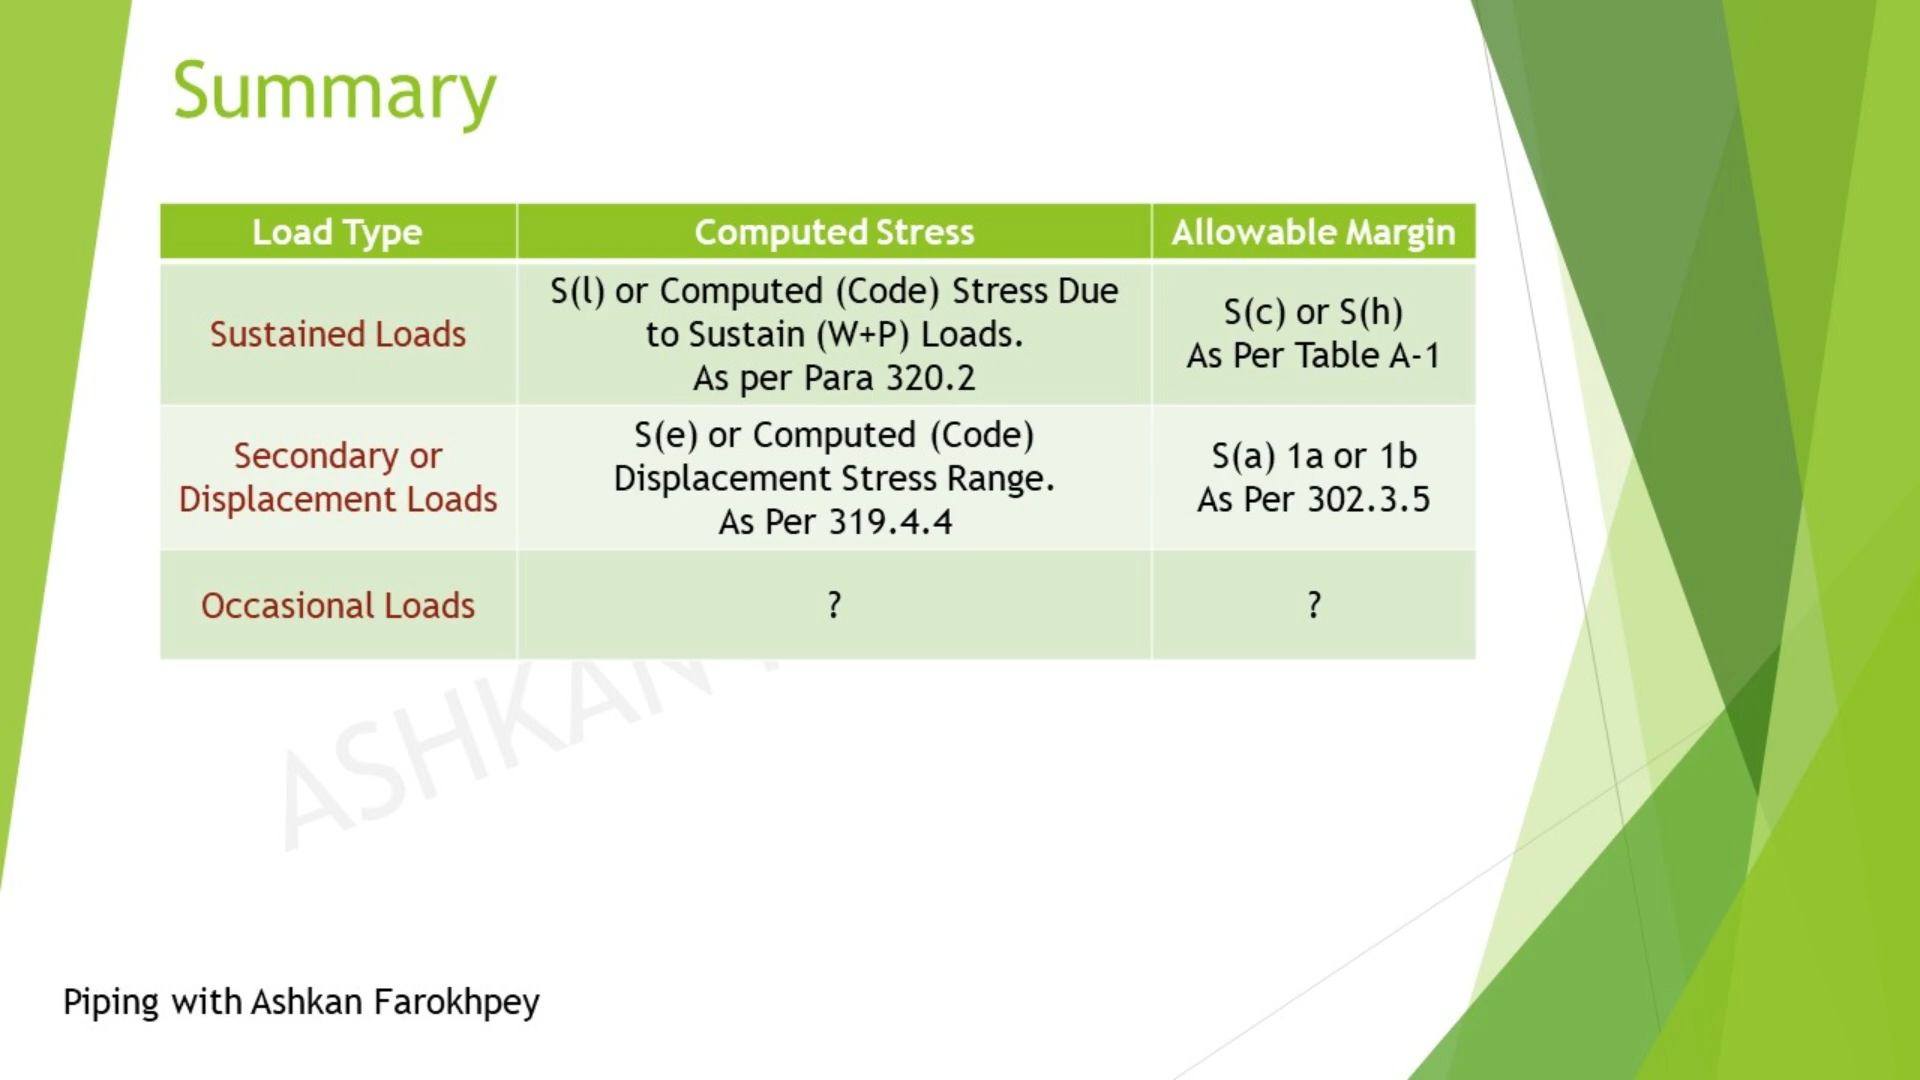 Summary
Load Type Computed Stress Allowable Margin
Sustained Loads
S(l) or Computed (Code) Stress Due
to Sustain (W+P) Loads.
As per Para 320.2
S(c) or S(h)
As Per Table A-1
Secondary or
Displacement Loads
S(e) or Computed (Code)
Displacement Stress Range.
As Per 319.4.4
S(a) 1a or 1b
As Per 302.3.5
Occasional Loads
?
?
ASHKAN
Piping with Ashkan Farokhpey